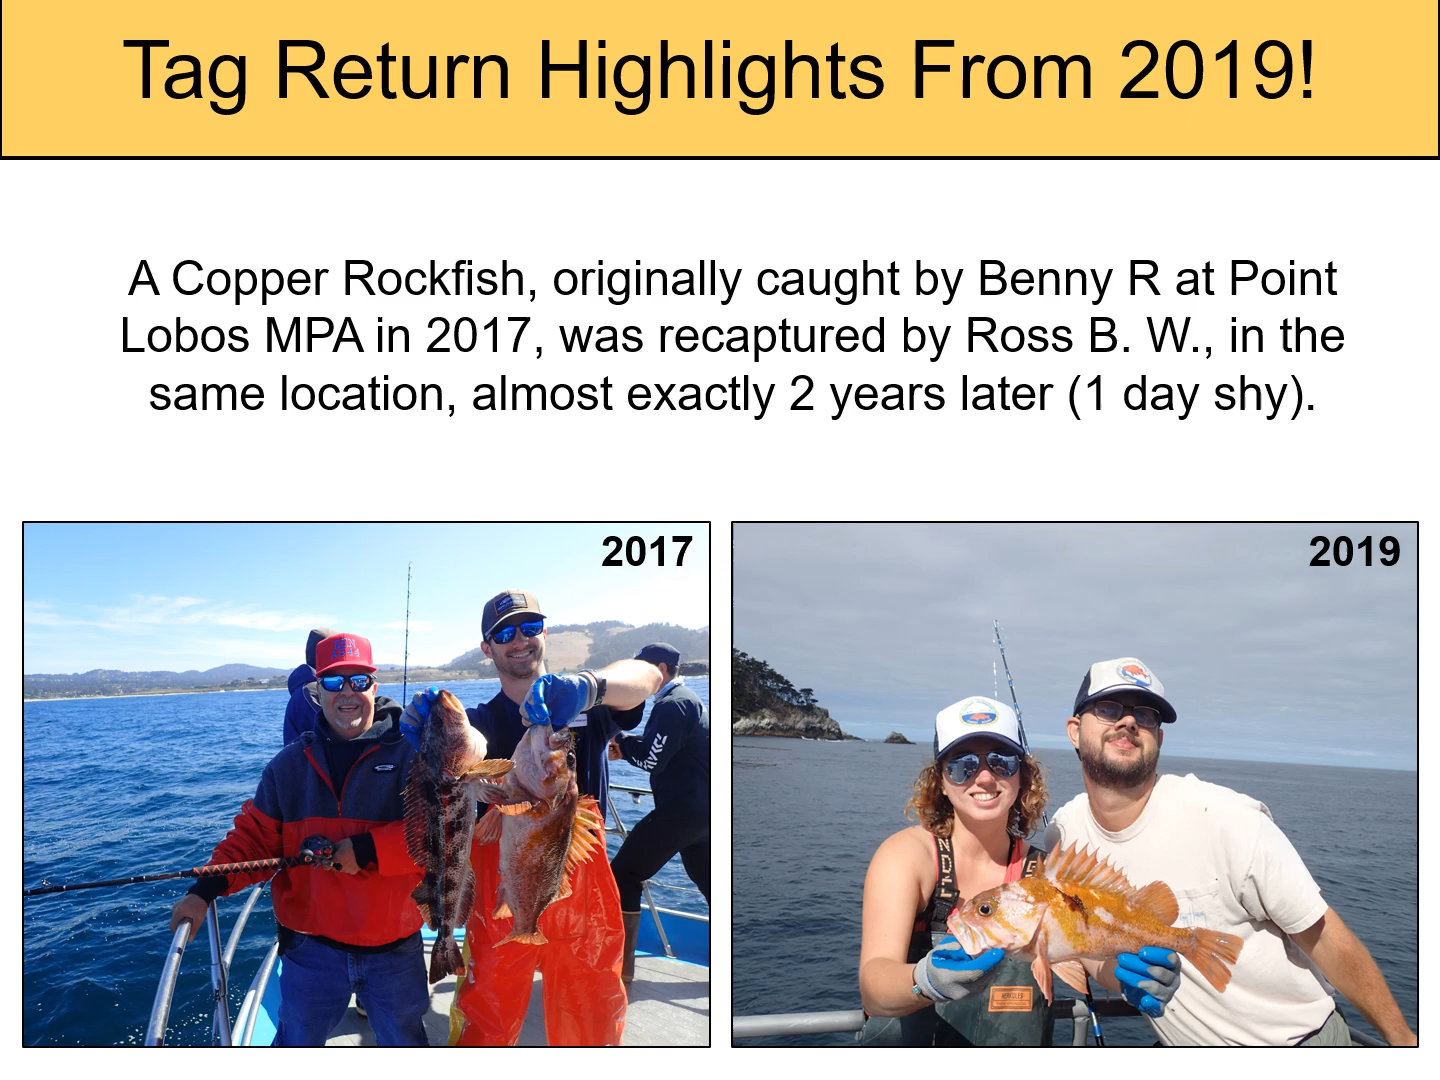 Tag Return Highlights From 2019!
A Copper Rockfish, originally caught by Benny R at Point
Lobos MPA in 2017, was recaptured by Ross B. W., in the
same location, almost exactly 2 years later (1 day shy).
2017
2019